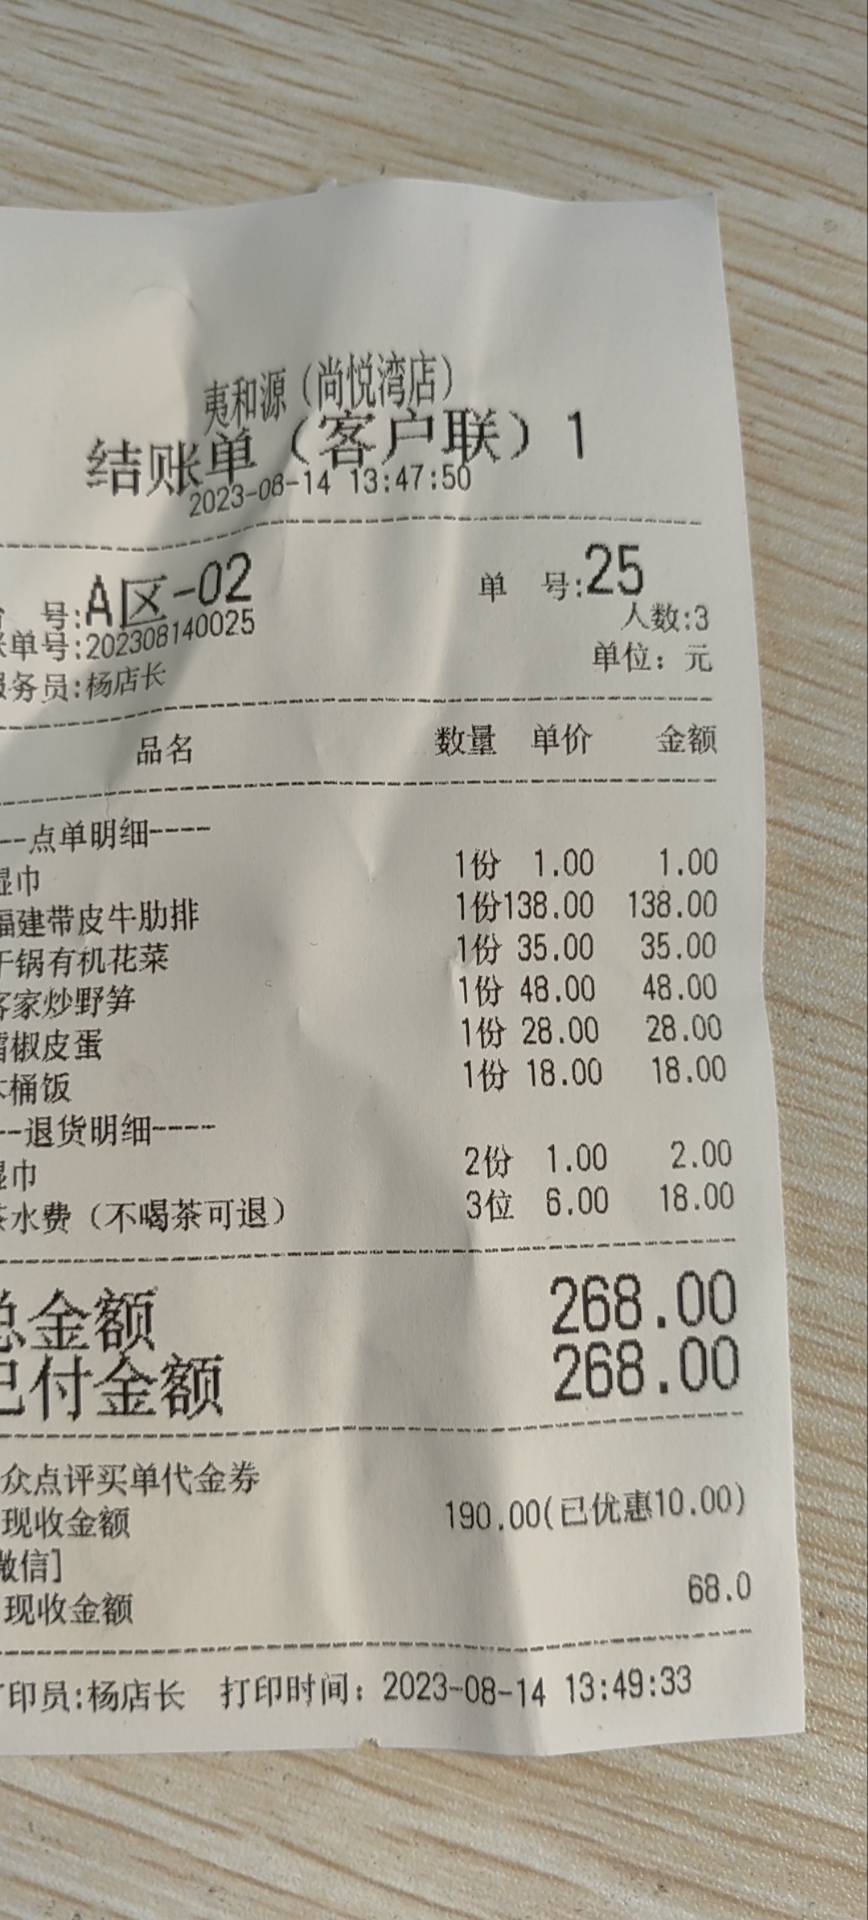 夷和源（尚悦湾店）
结账单（客户联）1
2023-08-14 13:47:50
号:A区-02 单 号:25
单号:202308140025 人数:3
务员:杨店长 单位：元
品名 数量 单价 金额
--点单明细----
湿巾 1份 1.00 1.00
福建带皮牛肋排 1份138.00 138.00
干锅有机花菜 1份 35.00 35.00
客家炒野笋 1份 48.00 48.00
椒皮蛋 1份 28.00 28.00
木桶饭 1份 18.00 18.00
--退货明细----
湿巾 2份 1.00 2.00
茶水费（不喝茶可退） 3位 6.00 18.00
总金额 268.00
已付金额 268.00
众点评买单代金券
现收金额 190.00(已优惠10.00)
微信]
现收金额 68.0
印员:杨店长 打印时间：2023-08-14 13:49:33